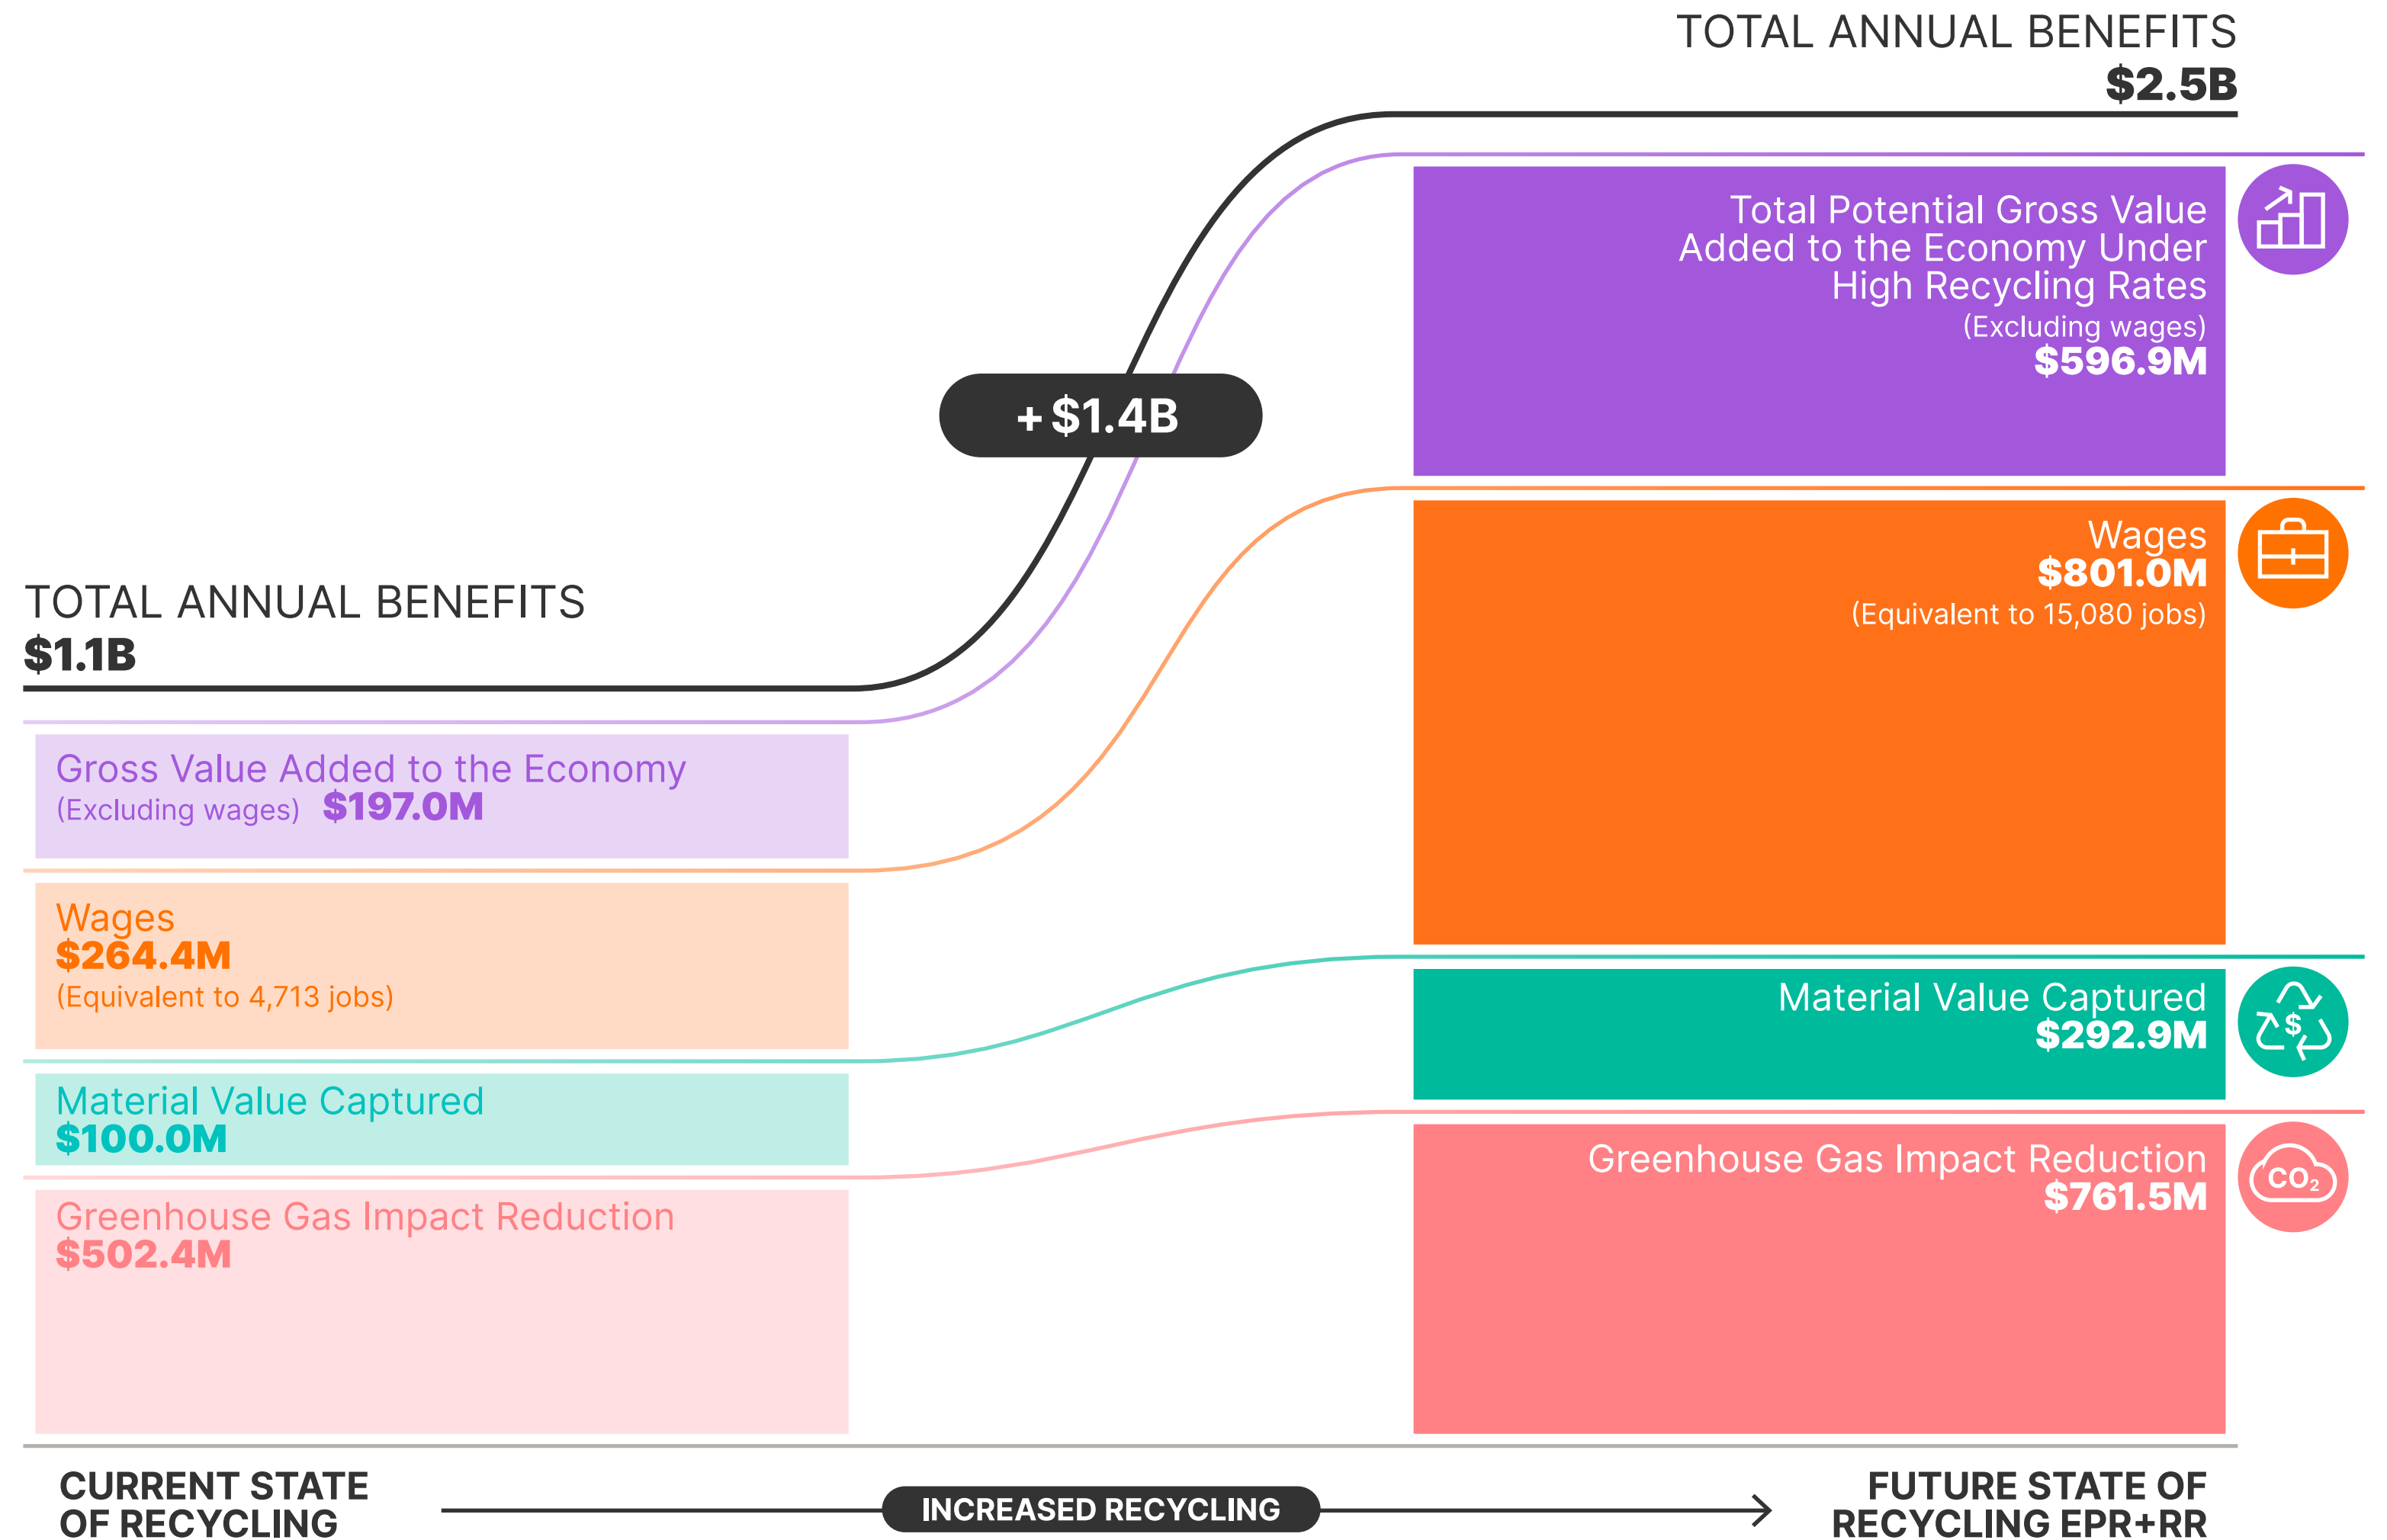 TOTAL ANNUAL BENEFITS
$2.5B
Total Potential Gross Value
Added to the Economy Under
High Recycling Rates
(Excluding wages)
$596.9M
+ $1.4B
Wages
$801.0M
(Equivalent to 15,080 jobs)
TOTAL ANNUAL BENEFITS
$1.1B
Gross Value Added to the Economy
(Excluding wages) $197.0M
Wages
$264.4M
(Equivalent to 4,713 jobs)
Material Value Captured
$292.9M
$
Material Value Captured
$100.0M
Greenhouse Gas Impact Reduction
$761.5M
CO₂
Greenhouse Gas Impact Reduction
$502.4M
CURRENT STATE
OF RECYCLING
INCREASED RECYCLING
FUTURE STATE OF
RECYCLING EPR+RR